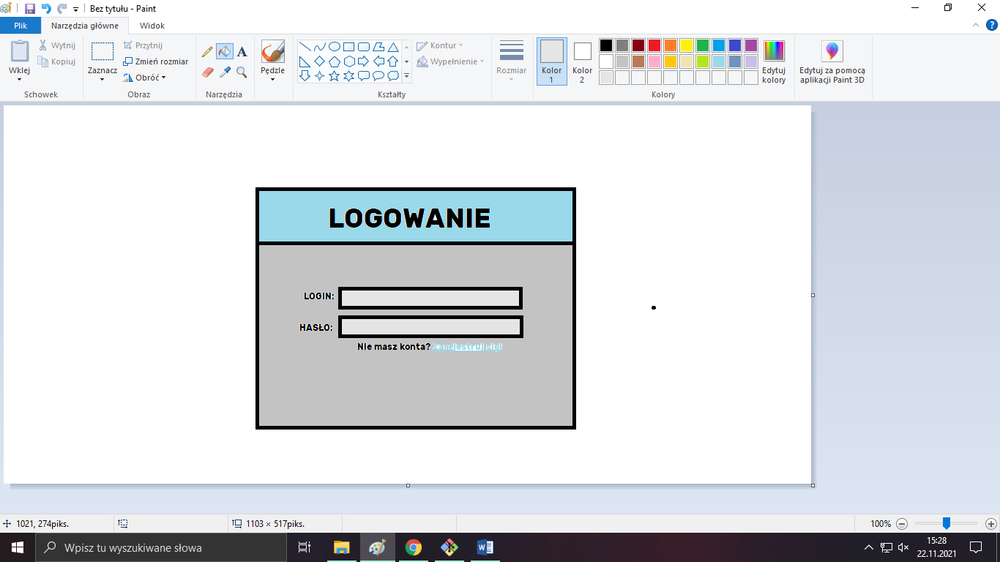 Bez tytułu - Paint
Plik Narzędzia główne Widok
Wklej Wytnij Kopiuj Schowek
Zaznacz Przytnij Zmień rozmiar Obróć Obraz
A
Narzędzia
Pędzle
Kształty
Kontur
Wypełnienie
Rozmiar
Kolor 1
Kolor 2
Kolory
Edytuj kolory
Edytuj za pomocą aplikacji Paint 3D
LOGOWANIE
LOGIN:
HASŁO:
Nie masz konta? Zarejestruj się!
1021, 274piks.
1103 × 517piks.
100%
Wpisz tu wyszukiwane słowa
15:28
22.11.2021